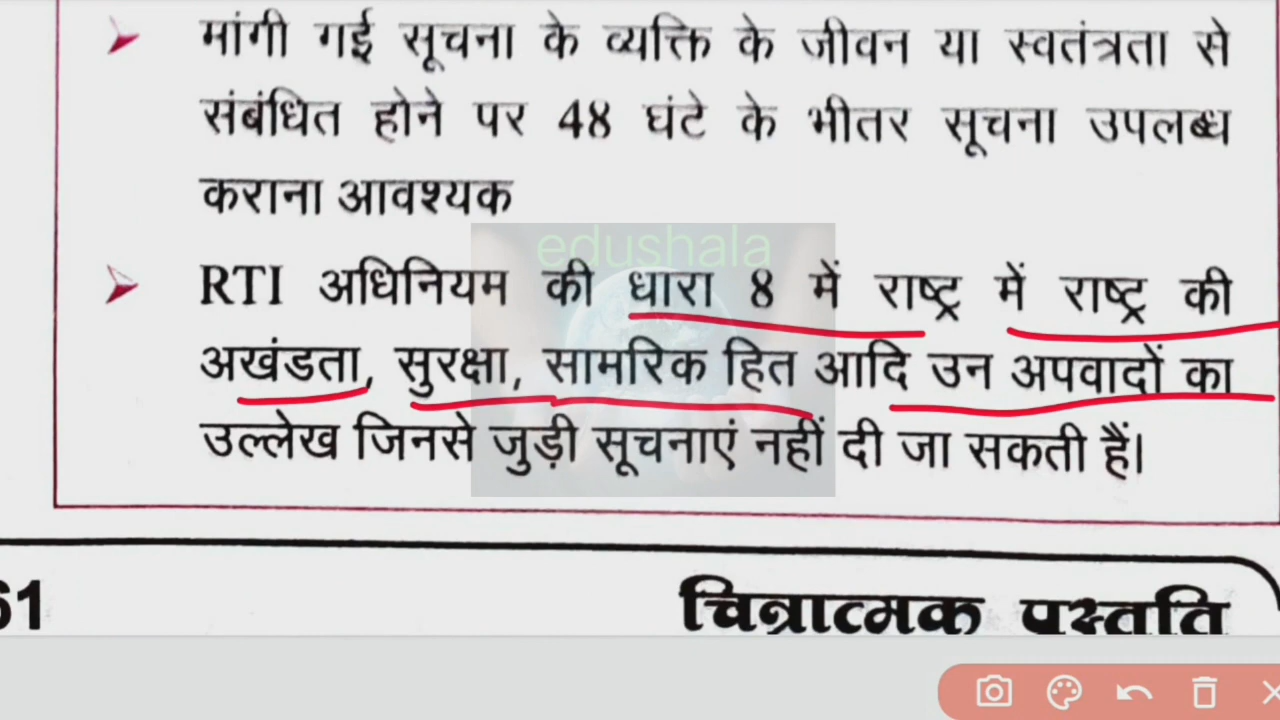 मांगी गई सूचना के व्यक्ति के जीवन या स्वतंत्रता से
संबंधित होने पर 48 घंटे के भीतर सूचना उपलब्ध
कराना आवश्यक
edushala
RTI अधिनियम की धारा 8 में राष्ट्र में राष्ट्र की
अखंडता, सुरक्षा, सामरिक हित आदि उन अपवादों का
उल्लेख जिनसे जुड़ी सूचनाएं नहीं दी जा सकती हैं।
61
चित्रात्मक प्रस्तुति